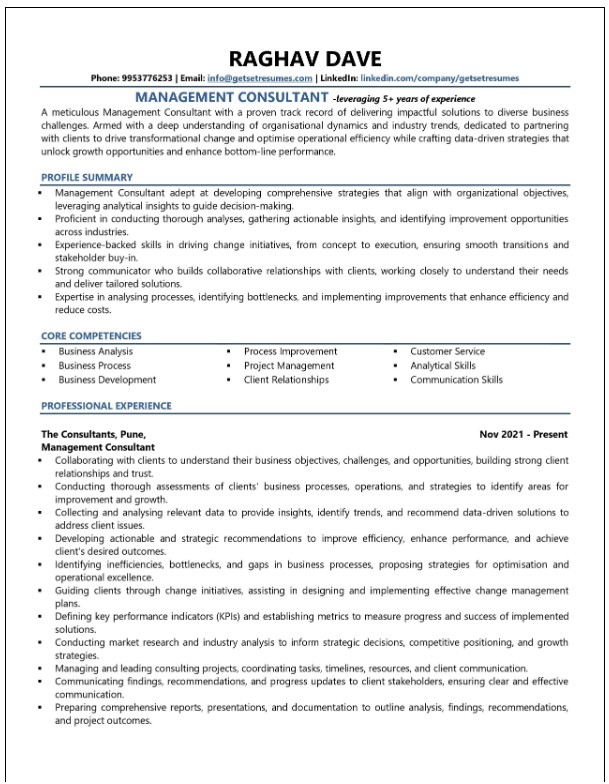 RAGHAV DAVE
Phone: 9953776253 | Email: info@getsetresumes.com | LinkedIn: linkedin.com/company/getsetresumes
MANAGEMENT CONSULTANT -leveraging 5+ years of experience
A meticulous Management Consultant with a proven track record of delivering impactful solutions to diverse business
challenges. Armed with a deep understanding of organisational dynamics and industry trends, dedicated to partnering
with clients to drive transformational change and optimise operational efficiency while crafting data-driven strategies that
unlock growth opportunities and enhance bottom-line performance.
PROFILE SUMMARY
▪ Management Consultant adept at developing comprehensive strategies that align with organizational objectives,
leveraging analytical insights to guide decision-making.
▪ Proficient in conducting thorough analyses, gathering actionable insights, and identifying improvement opportunities
across industries.
▪ Experience-backed skills in driving change initiatives, from concept to execution, ensuring smooth transitions and
stakeholder buy-in.
▪ Strong communicator who builds collaborative relationships with clients, working closely to understand their needs
and deliver tailored solutions.
▪ Expertise in analysing processes, identifying bottlenecks, and implementing improvements that enhance efficiency and
reduce costs.
CORE COMPETENCIES
▪ Business Analysis ▪ Process Improvement ▪ Customer Service
▪ Business Process ▪ Project Management ▪ Analytical Skills
▪ Business Development ▪ Client Relationships ▪ Communication Skills
PROFESSIONAL EXPERIENCE
The Consultants, Pune, Nov 2021 - Present
Management Consultant
▪ Collaborating with clients to understand their business objectives, challenges, and opportunities, building strong client
relationships and trust.
▪ Conducting thorough assessments of clients' business processes, operations, and strategies to identify areas for
improvement and growth.
▪ Collecting and analysing relevant data to provide insights, identify trends, and recommend data-driven solutions to
address client issues.
▪ Developing actionable and strategic recommendations to improve efficiency, enhance performance, and achieve
client's desired outcomes.
▪ Identifying inefficiencies, bottlenecks, and gaps in business processes, proposing strategies for optimisation and
operational excellence.
▪ Guiding clients through change initiatives, assisting in designing and implementing effective change management
plans.
▪ Defining key performance indicators (KPIs) and establishing metrics to measure progress and success of implemented
solutions.
▪ Conducting market research and industry analysis to inform strategic decisions, competitive positioning, and growth
strategies.
▪ Managing and leading consulting projects, coordinating tasks, timelines, resources, and client communication.
▪ Communicating findings, recommendations, and progress updates to client stakeholders, ensuring clear and effective
communication.
▪ Preparing comprehensive reports, presentations, and documentation to outline analysis, findings, recommendations,
and project outcomes.